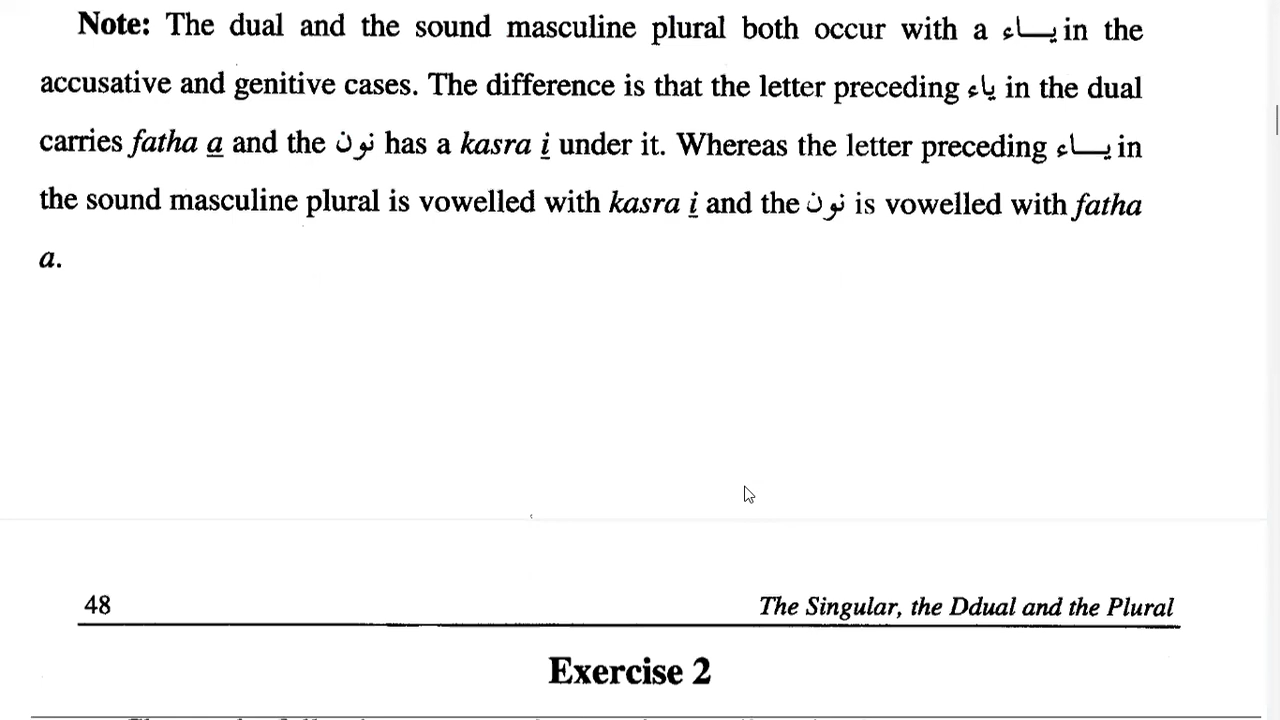 Note: The dual and the sound masculine plural both occur with a يـــاء in the
accusative and genitive cases. The difference is that the letter preceding ياء in the dual
carries fatha a and the نون has a kasra i under it. Whereas the letter preceding يـــاء in
the sound masculine plural is vowelled with kasra i and the نون is vowelled with fatha
a.
48
The Singular, the Ddual and the Plural
Exercise 2